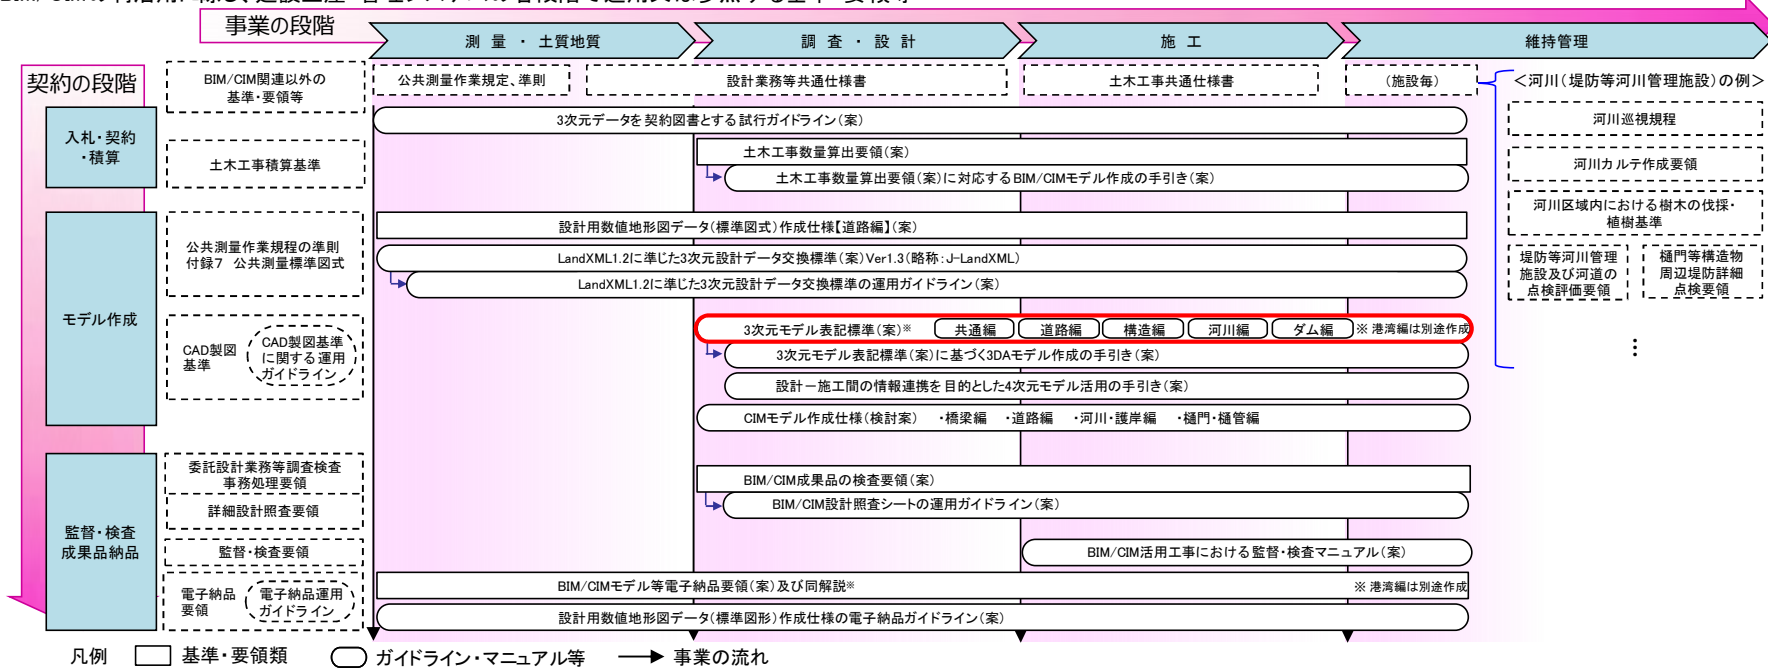 事業の段階
測 量 ・ 土質地質
調 査 ・ 設 計
施 工
維持管理
契約の段階
BIM/CIM関連以外の
基準・要領等
公共測量作業規定、準則
設計業務等共通仕様書
土木工事共通仕様書
(施設毎)
<河川(堤防等河川管理施設)の例>
入札・契約
・積算
土木工事積算基準
3次元データを契約図書とする試行ガイドライン(案)
土木工事数量算出要領(案)
土木工事数量算出要領(案)に対応するBIM/CIMモデル作成の手引き(案)
河川巡視規程
河川カルテ作成要領
河川区域内における樹木の伐採・
植樹基準
堤防等河川管理
施設及び河道の
点検評価要領
樋門等構造物
周辺堤防詳細
点検要領
⋮
モデル作成
公共測量作業規程の準則
付録7 公共測量標準図式
設計用数値地形図データ(標準図式)作成仕様【道路編】(案)
LandXML1.2に準じた3次元設計データ交換標準(案)Ver1.3(略称:J-LandXML)
LandXML1.2に準じた3次元設計データ交換標準の運用ガイドライン(案)
CAD製図
基準
CAD製図基準
に関する運用
ガイドライン
3次元モデル表記標準(案)※ 共通編 道路編 構造編 河川編 ダム編 ※ 港湾編は別途作成
3次元モデル表記標準(案)に基づく3DAモデル作成の手引き(案)
設計－施工間の情報連携を目的とした4次元モデル活用の手引き(案)
CIMモデル作成仕様(検討案) ・橋梁編 ・道路編 ・河川・護岸編 ・樋門・樋管編
監督・検査
成果品納品
委託設計業務等調査検査
事務処理要領
詳細設計照査要領
監督・検査要領
電子納品
要領
電子納品運用
ガイドライン
BIM/CIM成果品の検査要領(案)
BIM/CIM設計照査シートの運用ガイドライン(案)
BIM/CIM活用工事における監督・検査マニュアル(案)
BIM/CIMモデル等電子納品要領(案)及び同解説※ ※ 港湾編は別途作成
設計用数値地形図データ(標準図形)作成仕様の電子納品ガイドライン(案)
凡例 基準・要領類 ガイドライン・マニュアル等 事業の流れ